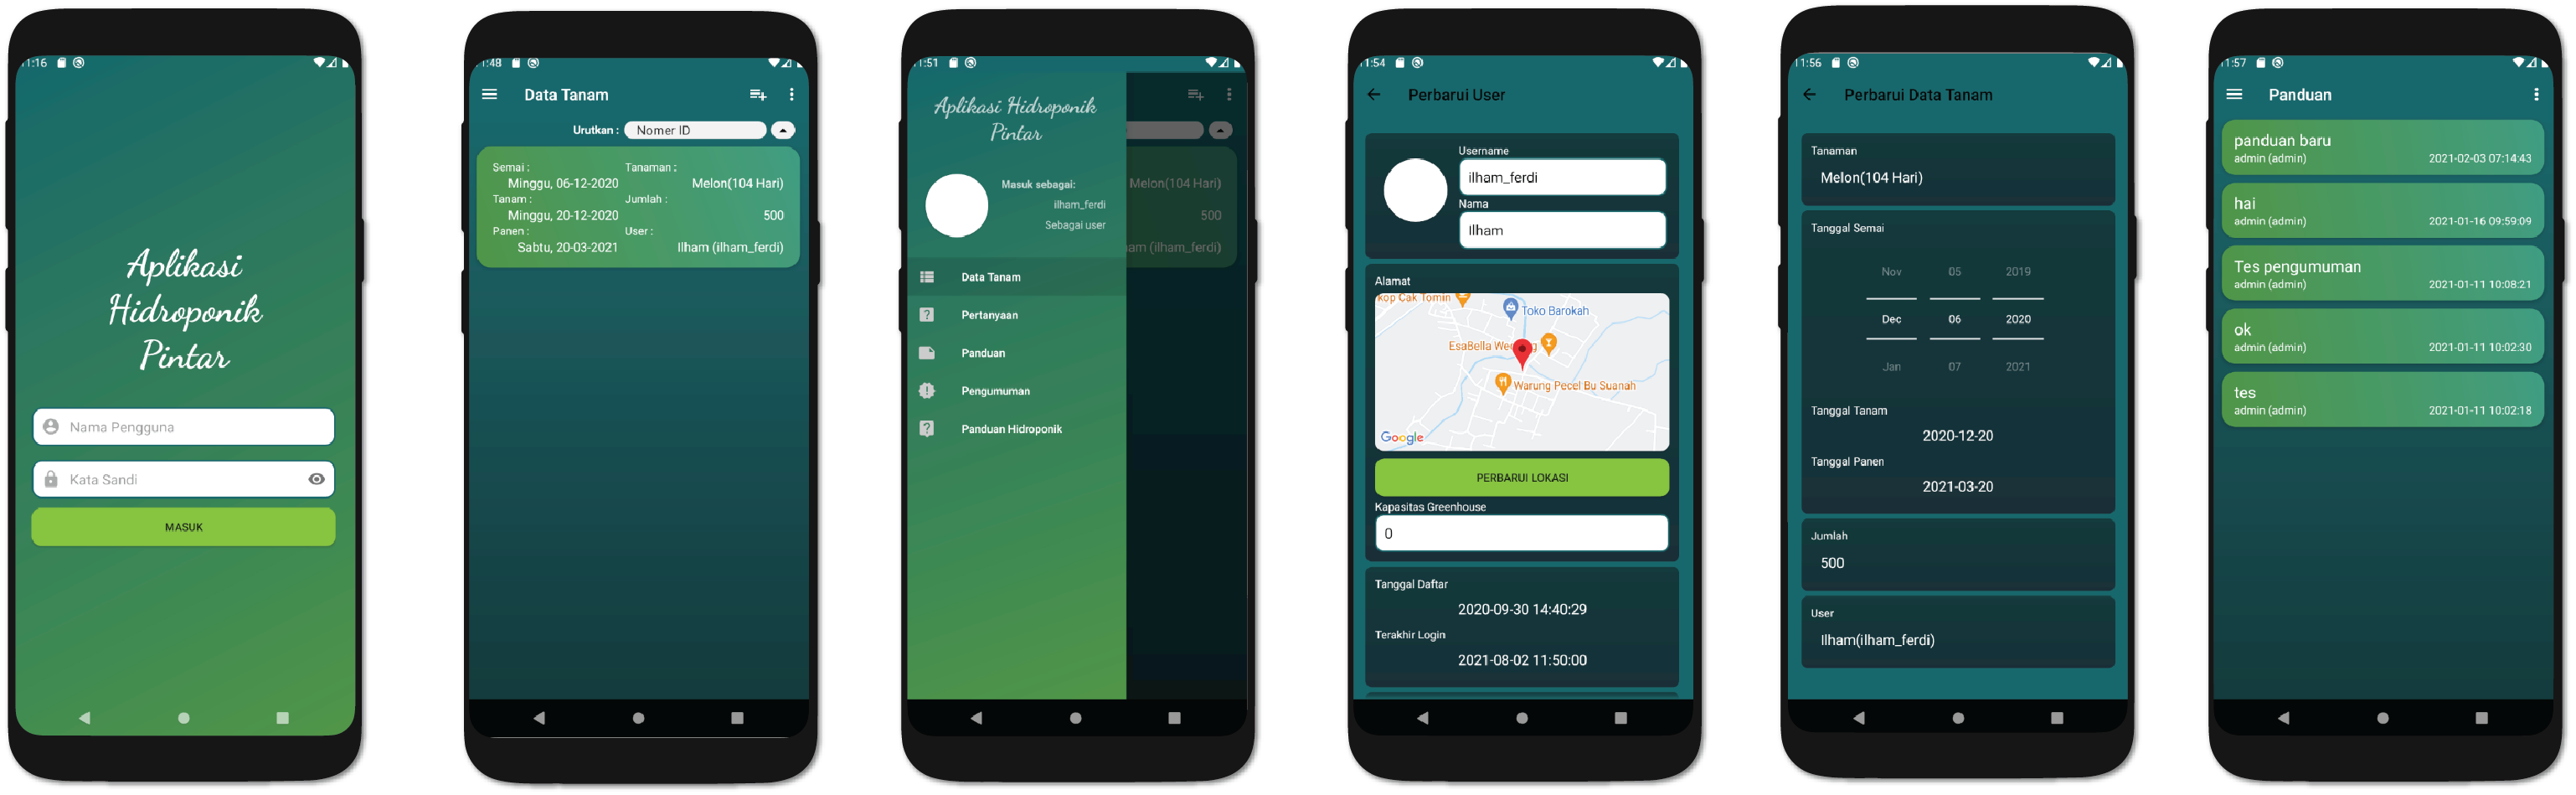 11:16
Aplikasi
Hidroponik
Pintar
Nama Pengguna
Kata Sandi
MASUK
1:48
Data Tanam
Urutkan : Nomer ID
Semai : Tanaman :
Minggu, 06-12-2020 Melon(104 Hari)
Tanam : Jumlah :
Minggu, 20-12-2020 500
Panen : User :
Sabtu, 20-03-2021 Ilham (ilham_ferdi)
11:51
Aplikasi Hidroponik
Pintar
Masuk sebagai:
ilham_ferdi
Sebagai user
Melon(104 Hari)
500
am (ilham_ferdi)
Data Tanam
Pertanyaan
Panduan
Pengumuman
Panduan Hidroponik
11:54
Perbarui User
Username
ilham_ferdi
Nama
Ilham
Alamat
kop Cak Tomin
Toko Barokah
EsaBella We g
Warung Pecel Bu Suanah
Google
PERBARUI LOKASI
Kapasitas Greenhouse
0
Tanggal Daftar
2020-09-30 14:40:29
Terakhir Login
2021-08-02 11:50:00
11:56
Perbarui Data Tanam
Tanaman
Melon(104 Hari)
Tanggal Semai
Nov 05 2019
Dec 06 2020
Jan 07 2021
Tanggal Tanam
2020-12-20
Tanggal Panen
2021-03-20
Jumlah
500
User
Ilham(ilham_ferdi)
11:57
Panduan
panduan baru
admin (admin) 2021-02-03 07:14:43
hai
admin (admin) 2021-01-16 09:59:09
Tes pengumuman
admin (admin) 2021-01-11 10:08:21
ok
admin (admin) 2021-01-11 10:02:30
tes
admin (admin) 2021-01-11 10:02:18